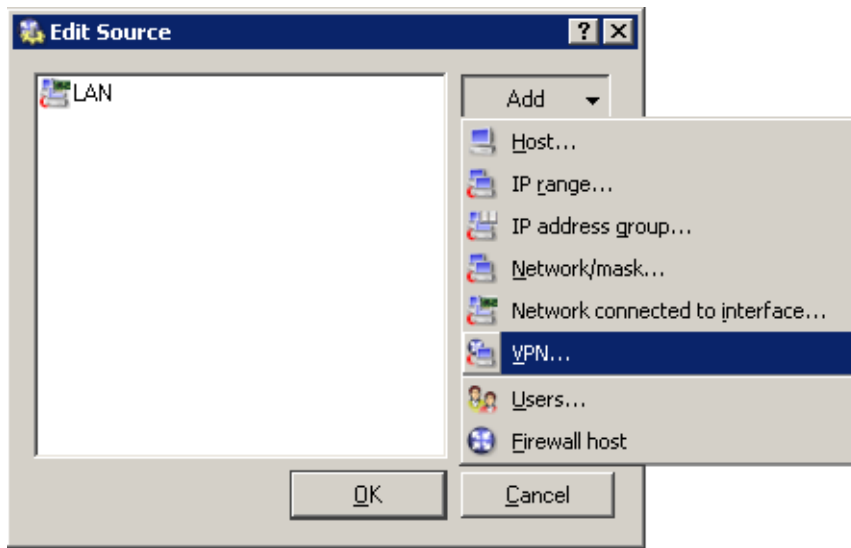 Edit Source
LAN
Add
Host...
IP range...
IP address group...
Network/mask...
Network connected to interface...
VPN...
Users...
Firewall host
OK
Cancel